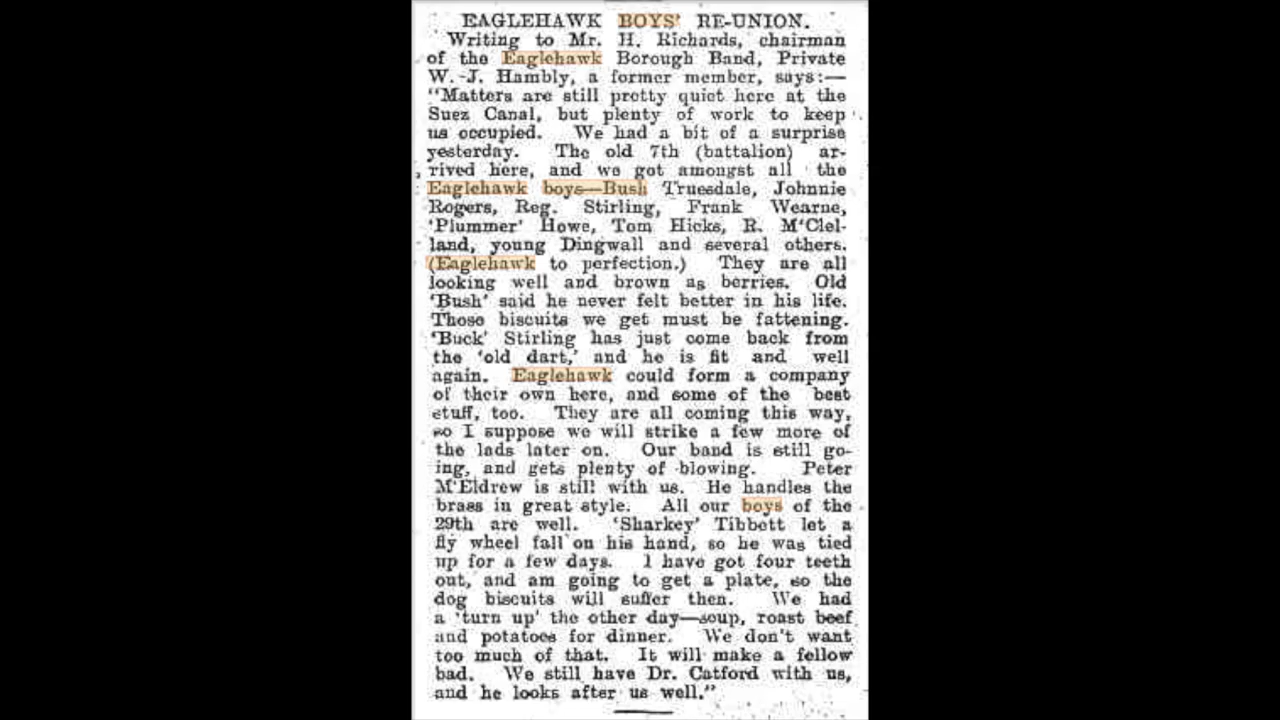 EAGLEHAWK BOYS' RE-UNION.
Writing to Mr. H. Richards, chairman
of the Eaglehawk Borough Band, Private
W. J. Hambly, a former member, says:—
"Matters are still pretty quiet here at the
Suez Canal, but plenty of work to keep
us occupied. We had a bit of a surprise
yesterday. The old 7th (battalion) ar-
rived here, and we got amongst all the
Eaglehawk boys—Bush Truesdale, Johnnie
Rogers, Reg. Stirling, Frank Wearne,
'Plummer' Howe, Tom Hicks, R. M'Clel-
land, young Dingwall and several others.
(Eaglehawk to perfection.) They are all
looking well and brown as berries. Old
'Bush' said he never felt better in his life.
Those biscuits we get must be fattening.
'Buck' Stirling has just come back from
the 'old dart,' and he is fit and well
again. Eaglehawk could form a company
of their own here, and some of the best
stuff, too. They are all coming this way,
so I suppose we will strike a few more of
the lads later on. Our band is still go-
ing, and gets plenty of blowing. Peter
M'Eldrew is still with us. He handles the
brass in great style. All our boys of the
29th are well. 'Sharkey' Tibbett let a
fly wheel fall on his hand, so he was tied
up for a few days. I have got four teeth
out, and am going to get a plate, so the
dog biscuits will suffer then. We had
a 'turn up' the other day—soup, roast beef
and potatoes for dinner. We don't want
too much of that. It will make a fellow
bad. We still have Dr. Catford with us,
and he looks after us well."